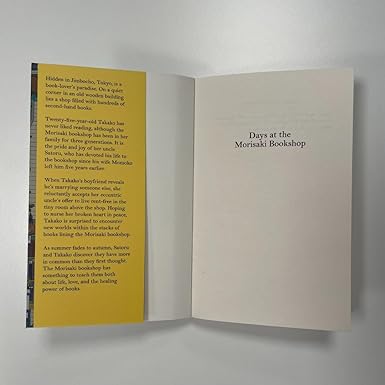 Hidden in Jimbocho, Tokyo, is a
book-lover's paradise. On a quiet
corner in an old wooden building
lies a shop filled with hundreds of
second-hand books.
Twenty-five-year-old Takako has
never liked reading, although the
Morisaki bookshop has been in her
family for three generations. It is
the pride and joy of her uncle
Satoru, who has devoted his life to
the bookshop since his wife Momoko
left him five years earlier.
When Takako's boyfriend reveals
he's marrying someone else, she
reluctantly accepts her eccentric
uncle's offer to live rent-free in the
tiny room above the shop. Hoping
to nurse her broken heart in peace,
Takako is surprised to encounter
new worlds within the stacks of
books lining the Morisaki bookshop.
As summer fades to autumn, Satoru
and Takako discover they have more
in common than they first thought.
The Morisaki bookshop has
something to teach them both
about life, love, and the healing
power of books.
Days at the
Morisaki Bookshop